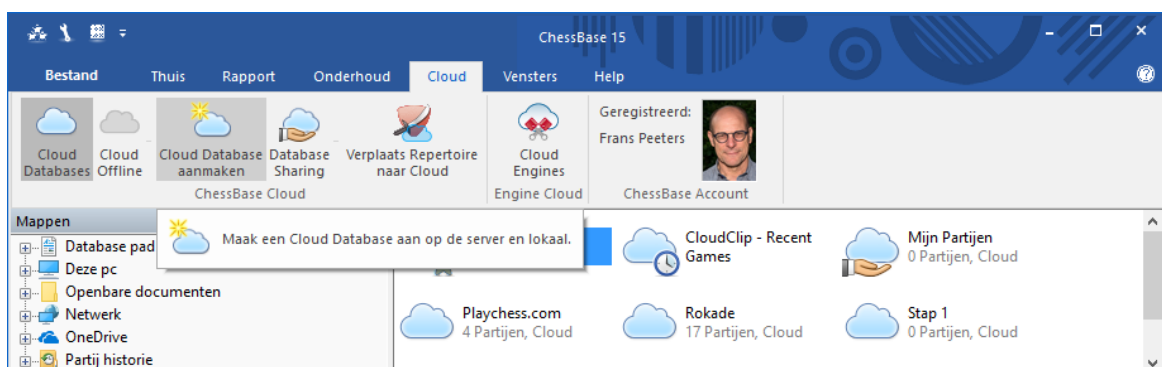 ChessBase 15
Bestand Thuis Rapport Onderhoud Cloud Vensters Help
Geregistreerd:
Frans Peeters
Cloud Databases
Cloud Offline
Cloud Database aanmaken
Database Sharing
Verplaats Repertoire naar Cloud
Cloud Engines
ChessBase Cloud
Engine Cloud
ChessBase Account
Mappen
Maak een Cloud Database aan op de server en lokaal.
Database pad
Deze pc
Openbare documenten
Netwerk
OneDrive
Partij historie
CloudClip - Recent
Games
Mijn Partijen
0 Partijen, Cloud
Playchess.com
4 Partijen, Cloud
Rokade
17 Partijen, Cloud
Stap 1
0 Partijen, Cloud